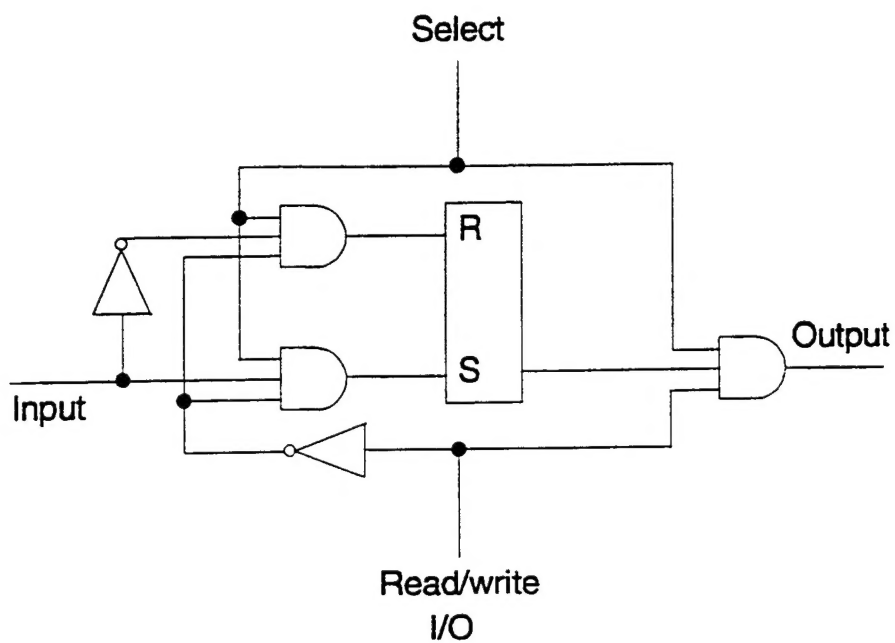 Select
R
S
Output
Input
Read/write
I/O